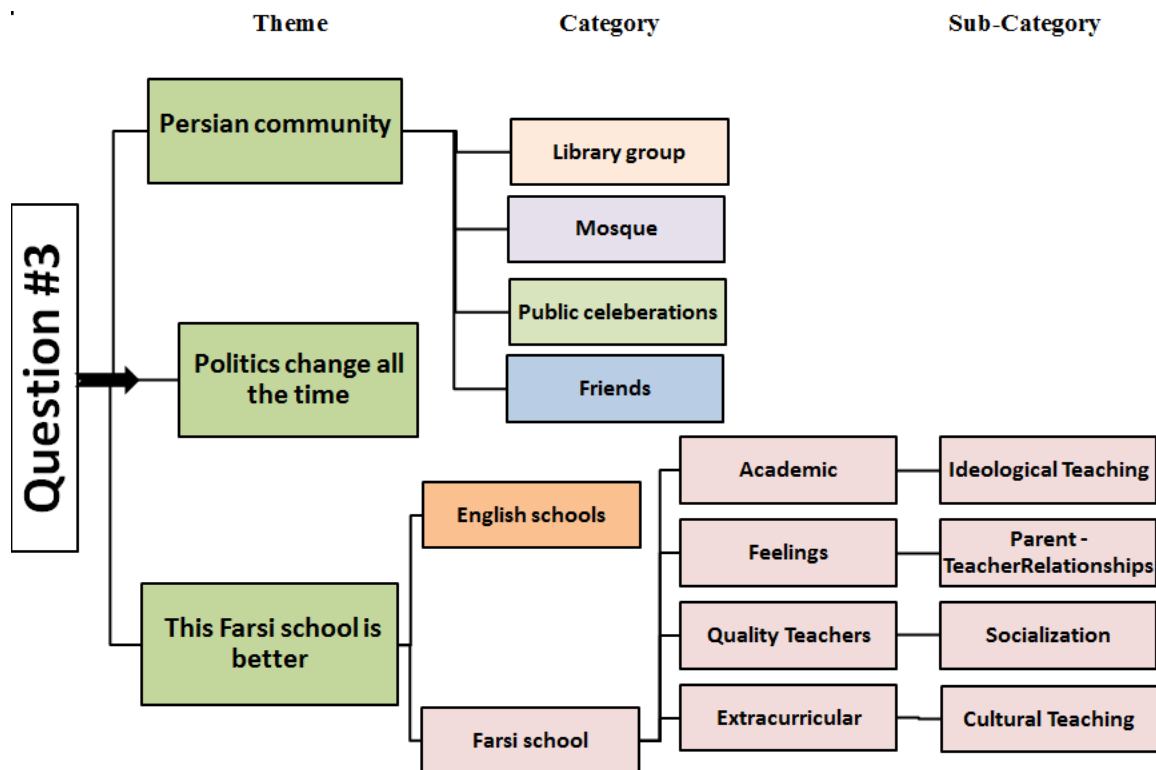 Theme
Category
Sub-Category
Question #3
Persian community
Library group
Mosque
Public celeberations
Friends
Politics change all
the time
This Farsi school is
better
English schools
Farsi school
Academic
Ideological Teaching
Feelings
Parent -
TeacherRelationships
Quality Teachers
Socialization
Extracurricular
Cultural Teaching